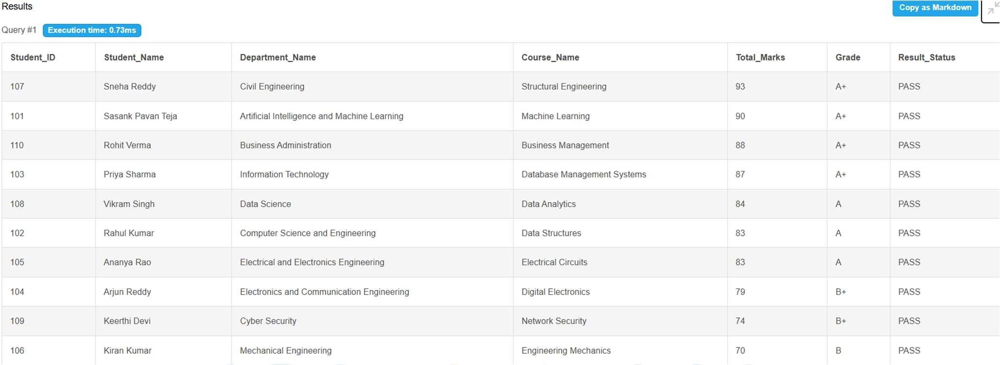 Results
Copy as Markdown
Query #1 Execution time: 0.73ms
Student_ID Student_Name Department_Name Course_Name Total_Marks Grade Result_Status
107 Sneha Reddy Civil Engineering Structural Engineering 93 A+ PASS
101 Sasank Pavan Teja Artificial Intelligence and Machine Learning Machine Learning 90 A+ PASS
110 Rohit Verma Business Administration Business Management 88 A+ PASS
103 Priya Sharma Information Technology Database Management Systems 87 A+ PASS
108 Vikram Singh Data Science Data Analytics 84 A PASS
102 Rahul Kumar Computer Science and Engineering Data Structures 83 A PASS
105 Ananya Rao Electrical and Electronics Engineering Electrical Circuits 83 A PASS
104 Arjun Reddy Electronics and Communication Engineering Digital Electronics 79 B+ PASS
109 Keerthi Devi Cyber Security Network Security 74 B+ PASS
106 Kiran Kumar Mechanical Engineering Engineering Mechanics 70 B PASS